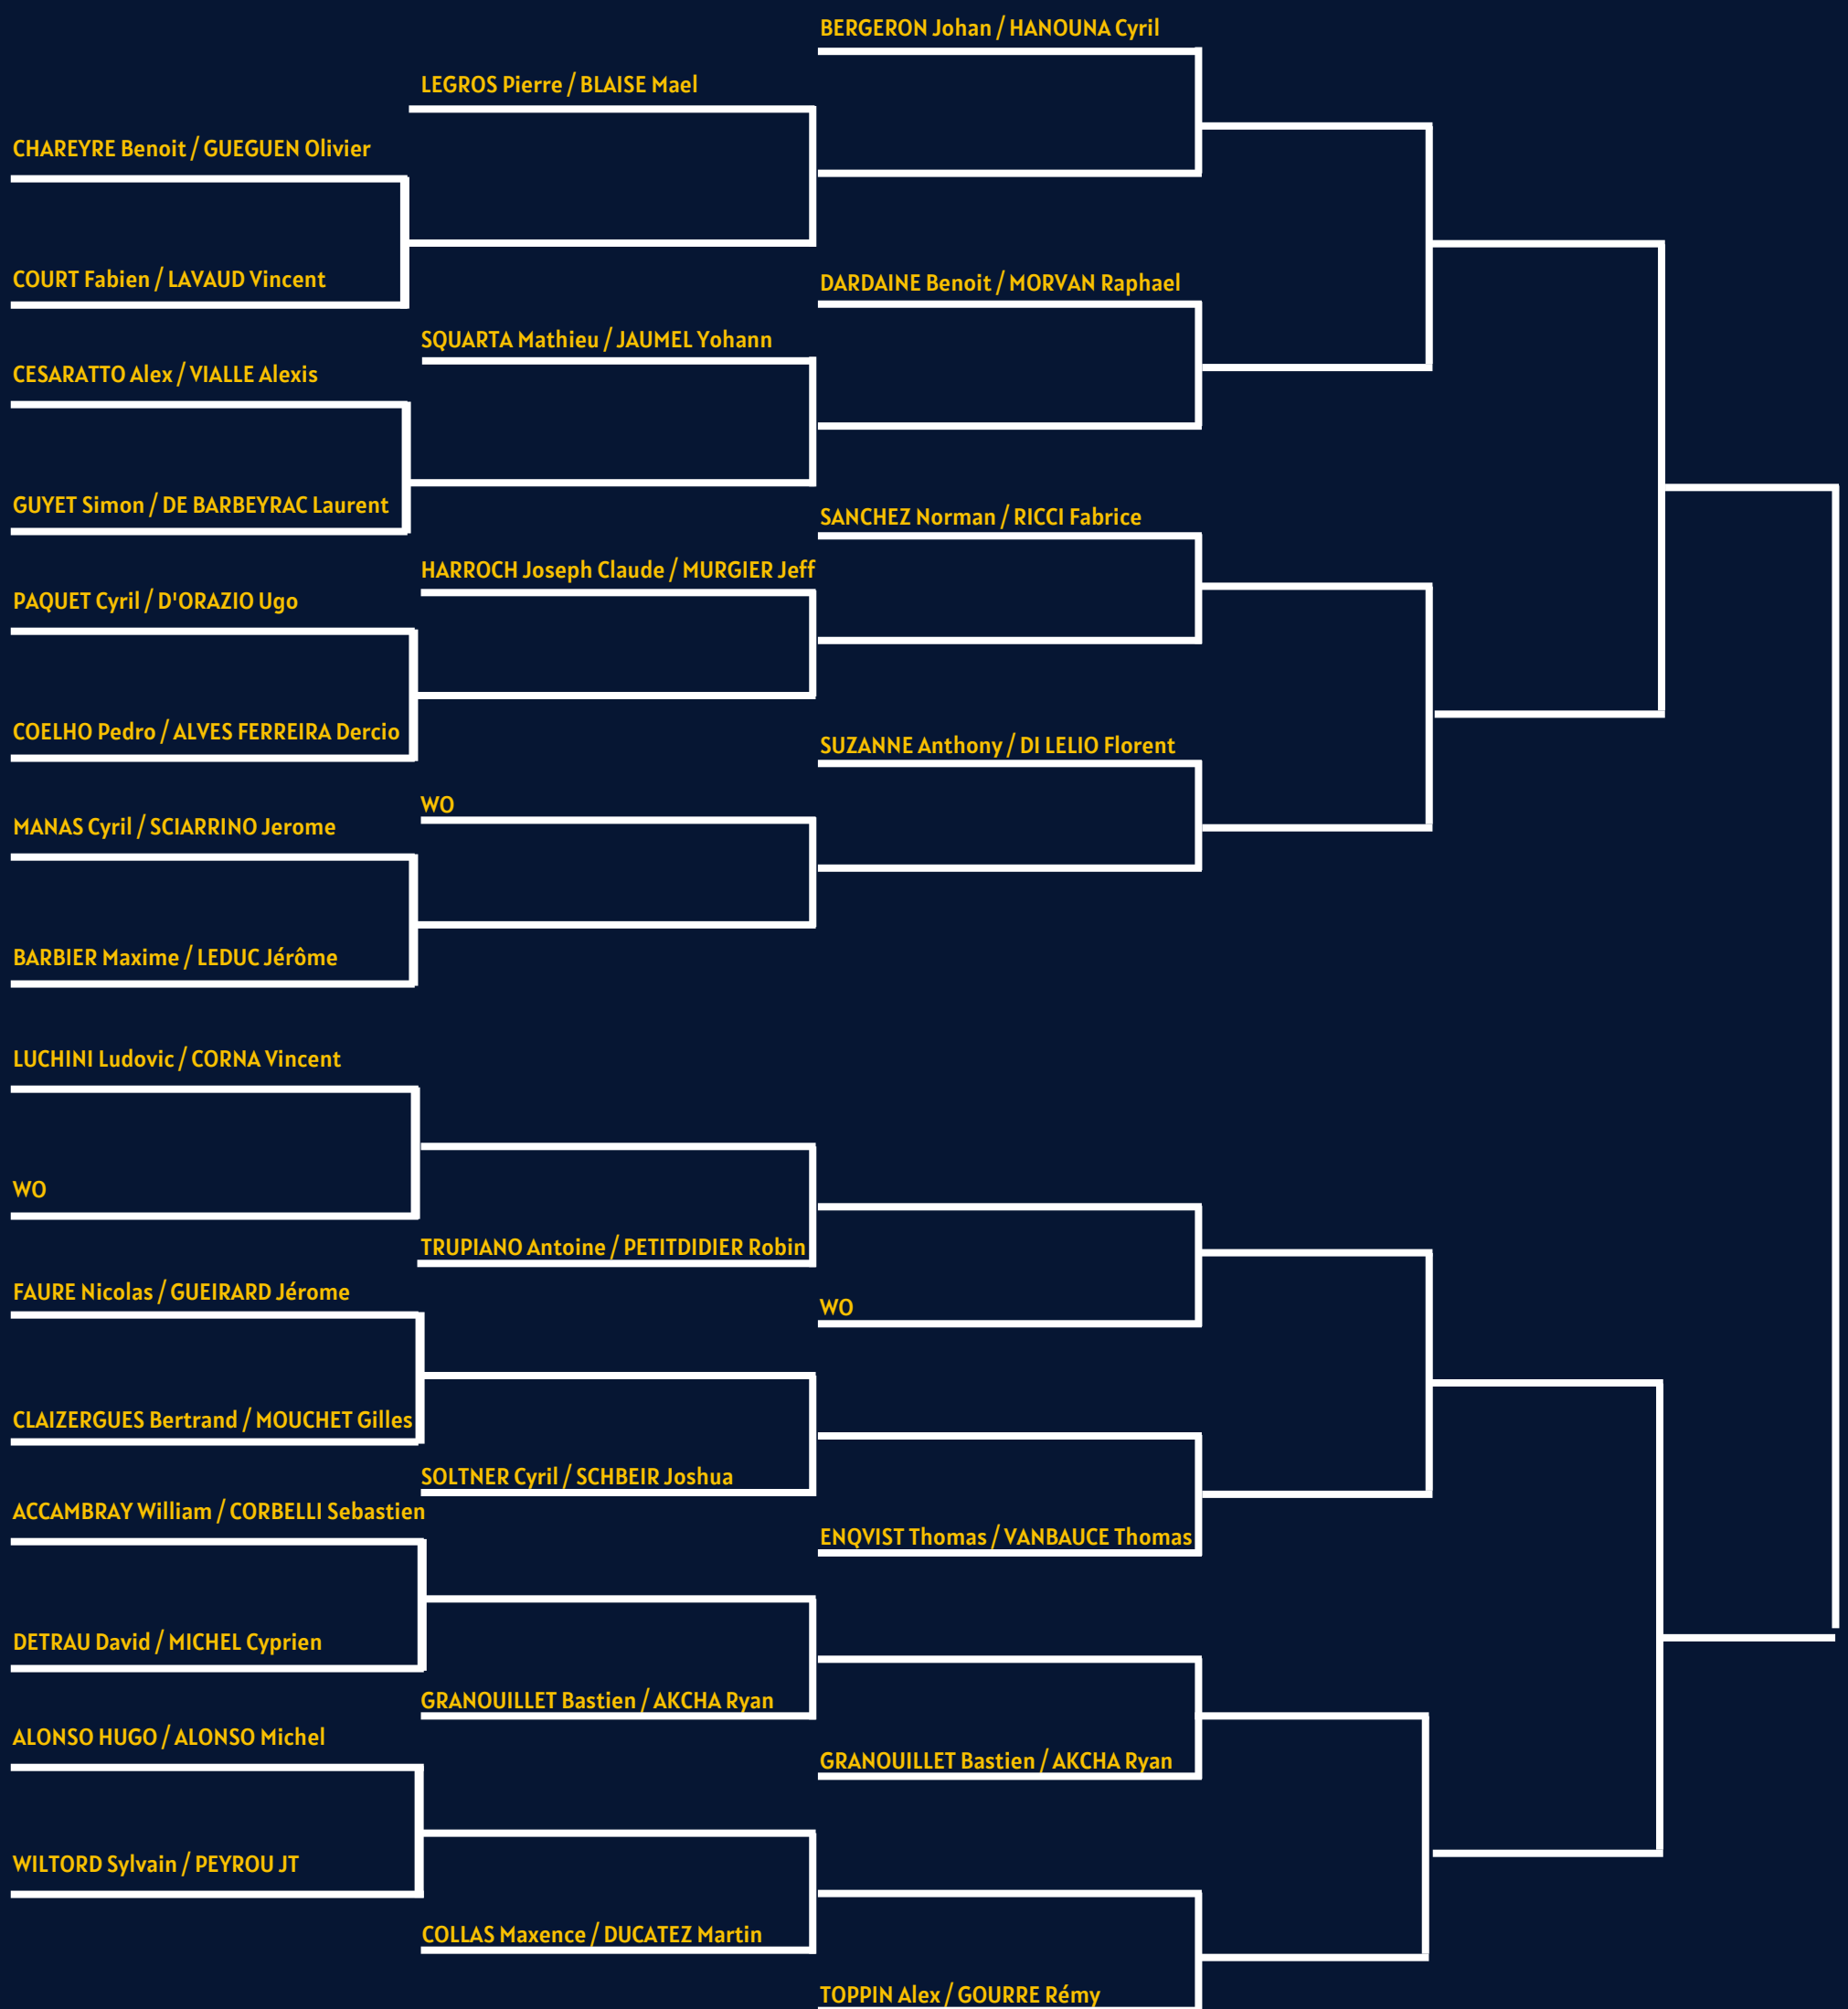 BERGERON Johan / HANOUNA Cyril
LEGROS Pierre / BLAISE Mael
CHAREYRE Benoit / GUEGUEN Olivier
COURT Fabien / LAVAUD Vincent
DARDAINE Benoit / MORVAN Raphael
SQUARTA Mathieu / JAUMEL Yohann
CESARATTO Alex / VIALLE Alexis
GUYET Simon / DE BARBEYRAC Laurent
SANCHEZ Norman / RICCI Fabrice
HARROCH Joseph Claude / MURGIER Jeff
PAQUET Cyril / D'ORAZIO Ugo
COELHO Pedro / ALVES FERREIRA Dercio
SUZANNE Anthony / DI LELIO Florent
WO
MANAS Cyril / SCIARRINO Jerome
BARBIER Maxime / LEDUC Jérôme
LUCHINI Ludovic / CORNA Vincent
WO
TRUPIANO Antoine / PETITDIDIER Robin
FAURE Nicolas / GUEIRARD Jérome
WO
CLAIZERGUES Bertrand / MOUCHET Gilles
SOLTNER Cyril / SCHBEIR Joshua
ACCAMBRAY William / CORBELLI Sebastien
ENQVIST Thomas / VANBAUCE Thomas
DETRAU David / MICHEL Cyprien
GRANOUILLET Bastien / AKCHA Ryan
ALONSO HUGO / ALONSO Michel
GRANOUILLET Bastien / AKCHA Ryan
WILTORD Sylvain / PEYROU JT
COLLAS Maxence / DUCATEZ Martin
TOPPIN Alex / GOURRE Rémy